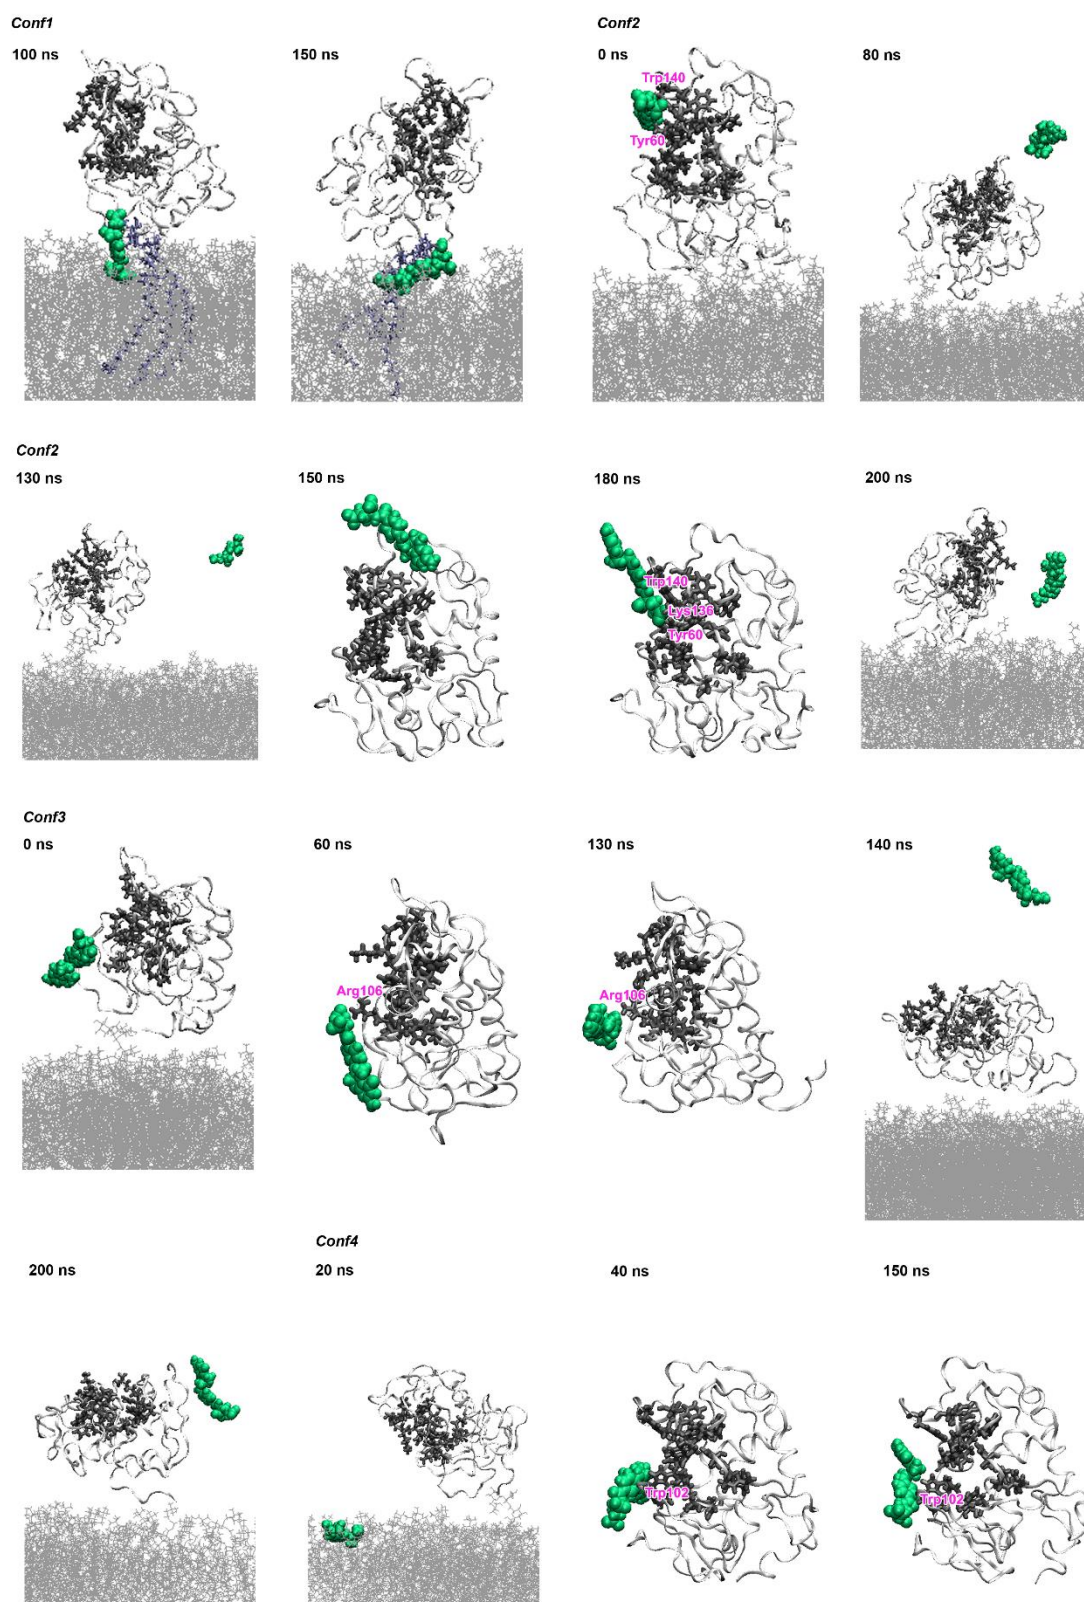 Conf1
Conf2
100 ns
150 ns
0 ns
80 ns
Trp140
Tyr60
Conf2
130 ns
150 ns
180 ns
200 ns
Trp140
Lys136
Tyr60
Conf3
0 ns
60 ns
130 ns
140 ns
Arg106
Arg106
Conf4
200 ns
20 ns
40 ns
150 ns
Trp102
Trp102